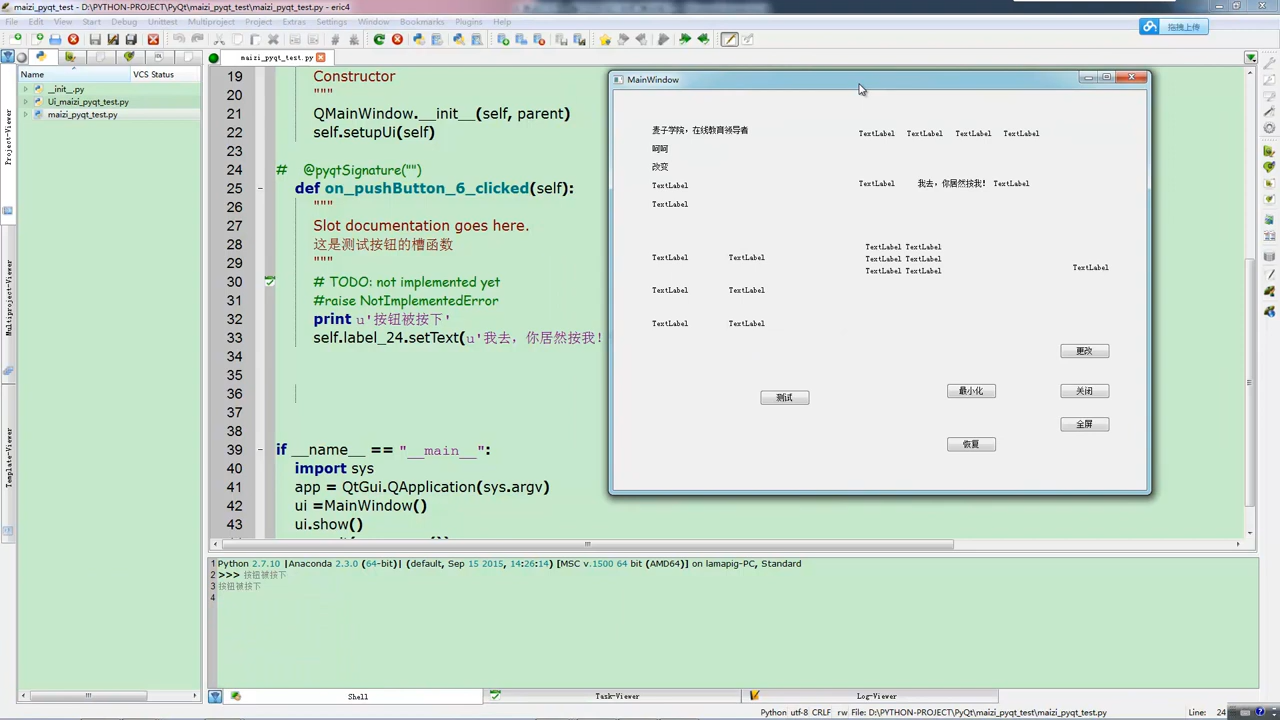 maizi_pyqt_test - D:\PYTHON-PROJECT\PyQt\maizi_pyqt_test\maizi_pyqt_test.py - eric4
File Edit View Start Debug Unittest Multiproject Project Extras Settings Window Bookmarks Plugins Help
拖拽上传
maizi_pyqt_test.py
Name VCS Status
__init_.py
Ui_maizi_pyqt_test.py
maizi_pyqt_test.py
Project-Viewer
Multiproject-Viewer
Template-Viewer
19 Constructor
20 """
21 QMainWindow.__init__(self, parent)
22 self.setupUi(self)
23
24 # @pyqtSignature("")
25 def on_pushButton_6_clicked(self):
26 """
27 Slot documentation goes here.
28 这是测试按钮的槽函数
29 """
30 # TODO: not implemented yet
31 #raise NotImplementedError
32 print u'按钮被按下'
33 self.label_24.setText(u'我去，你居然按我!
34
35
36
37
38
39 if __name__ == "__main__":
40 import sys
41 app = QtGui.QApplication(sys.argv)
42 ui =MainWindow()
43 ui.show()
MainWindow
麦子学院，在线教育领导者
呵呵
改变
TextLabel
TextLabel
TextLabel TextLabel TextLabel TextLabel
TextLabel 我去，你居然按我! TextLabel
TextLabel TextLabel
TextLabel TextLabel
TextLabel TextLabel
TextLabel
TextLabel TextLabel
TextLabel TextLabel
TextLabel TextLabel
更改
测试 最小化 关闭
全屏
恢复
1 Python 2.7.10 |Anaconda 2.3.0 (64-bit)| (default, Sep 15 2015, 14:26:14) [MSC v.1500 64 bit (AMD64)] on lamapig-PC, Standard
2 >>> 按钮被按下
3 按钮被按下
4
Shell Task-Viewer Log-Viewer
Python utf-8 CRLF rw File: D:\PYTHON-PROJECT\PyQt\maizi_pyqt_test\maizi_pyqt_test.py Line: 24